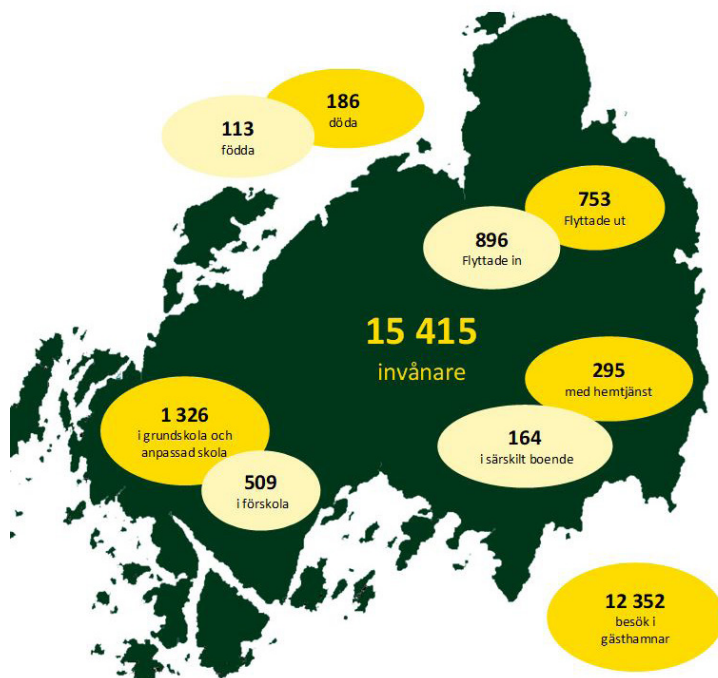 186
döda
113
födda
753
Flyttade ut
896
Flyttade in
15 415
invånare
295
med hemtjänst
1 326
i grundskola och
anpassad skola
164
i särskilt boende
509
i förskola
12 352
besök i
gästhamnar